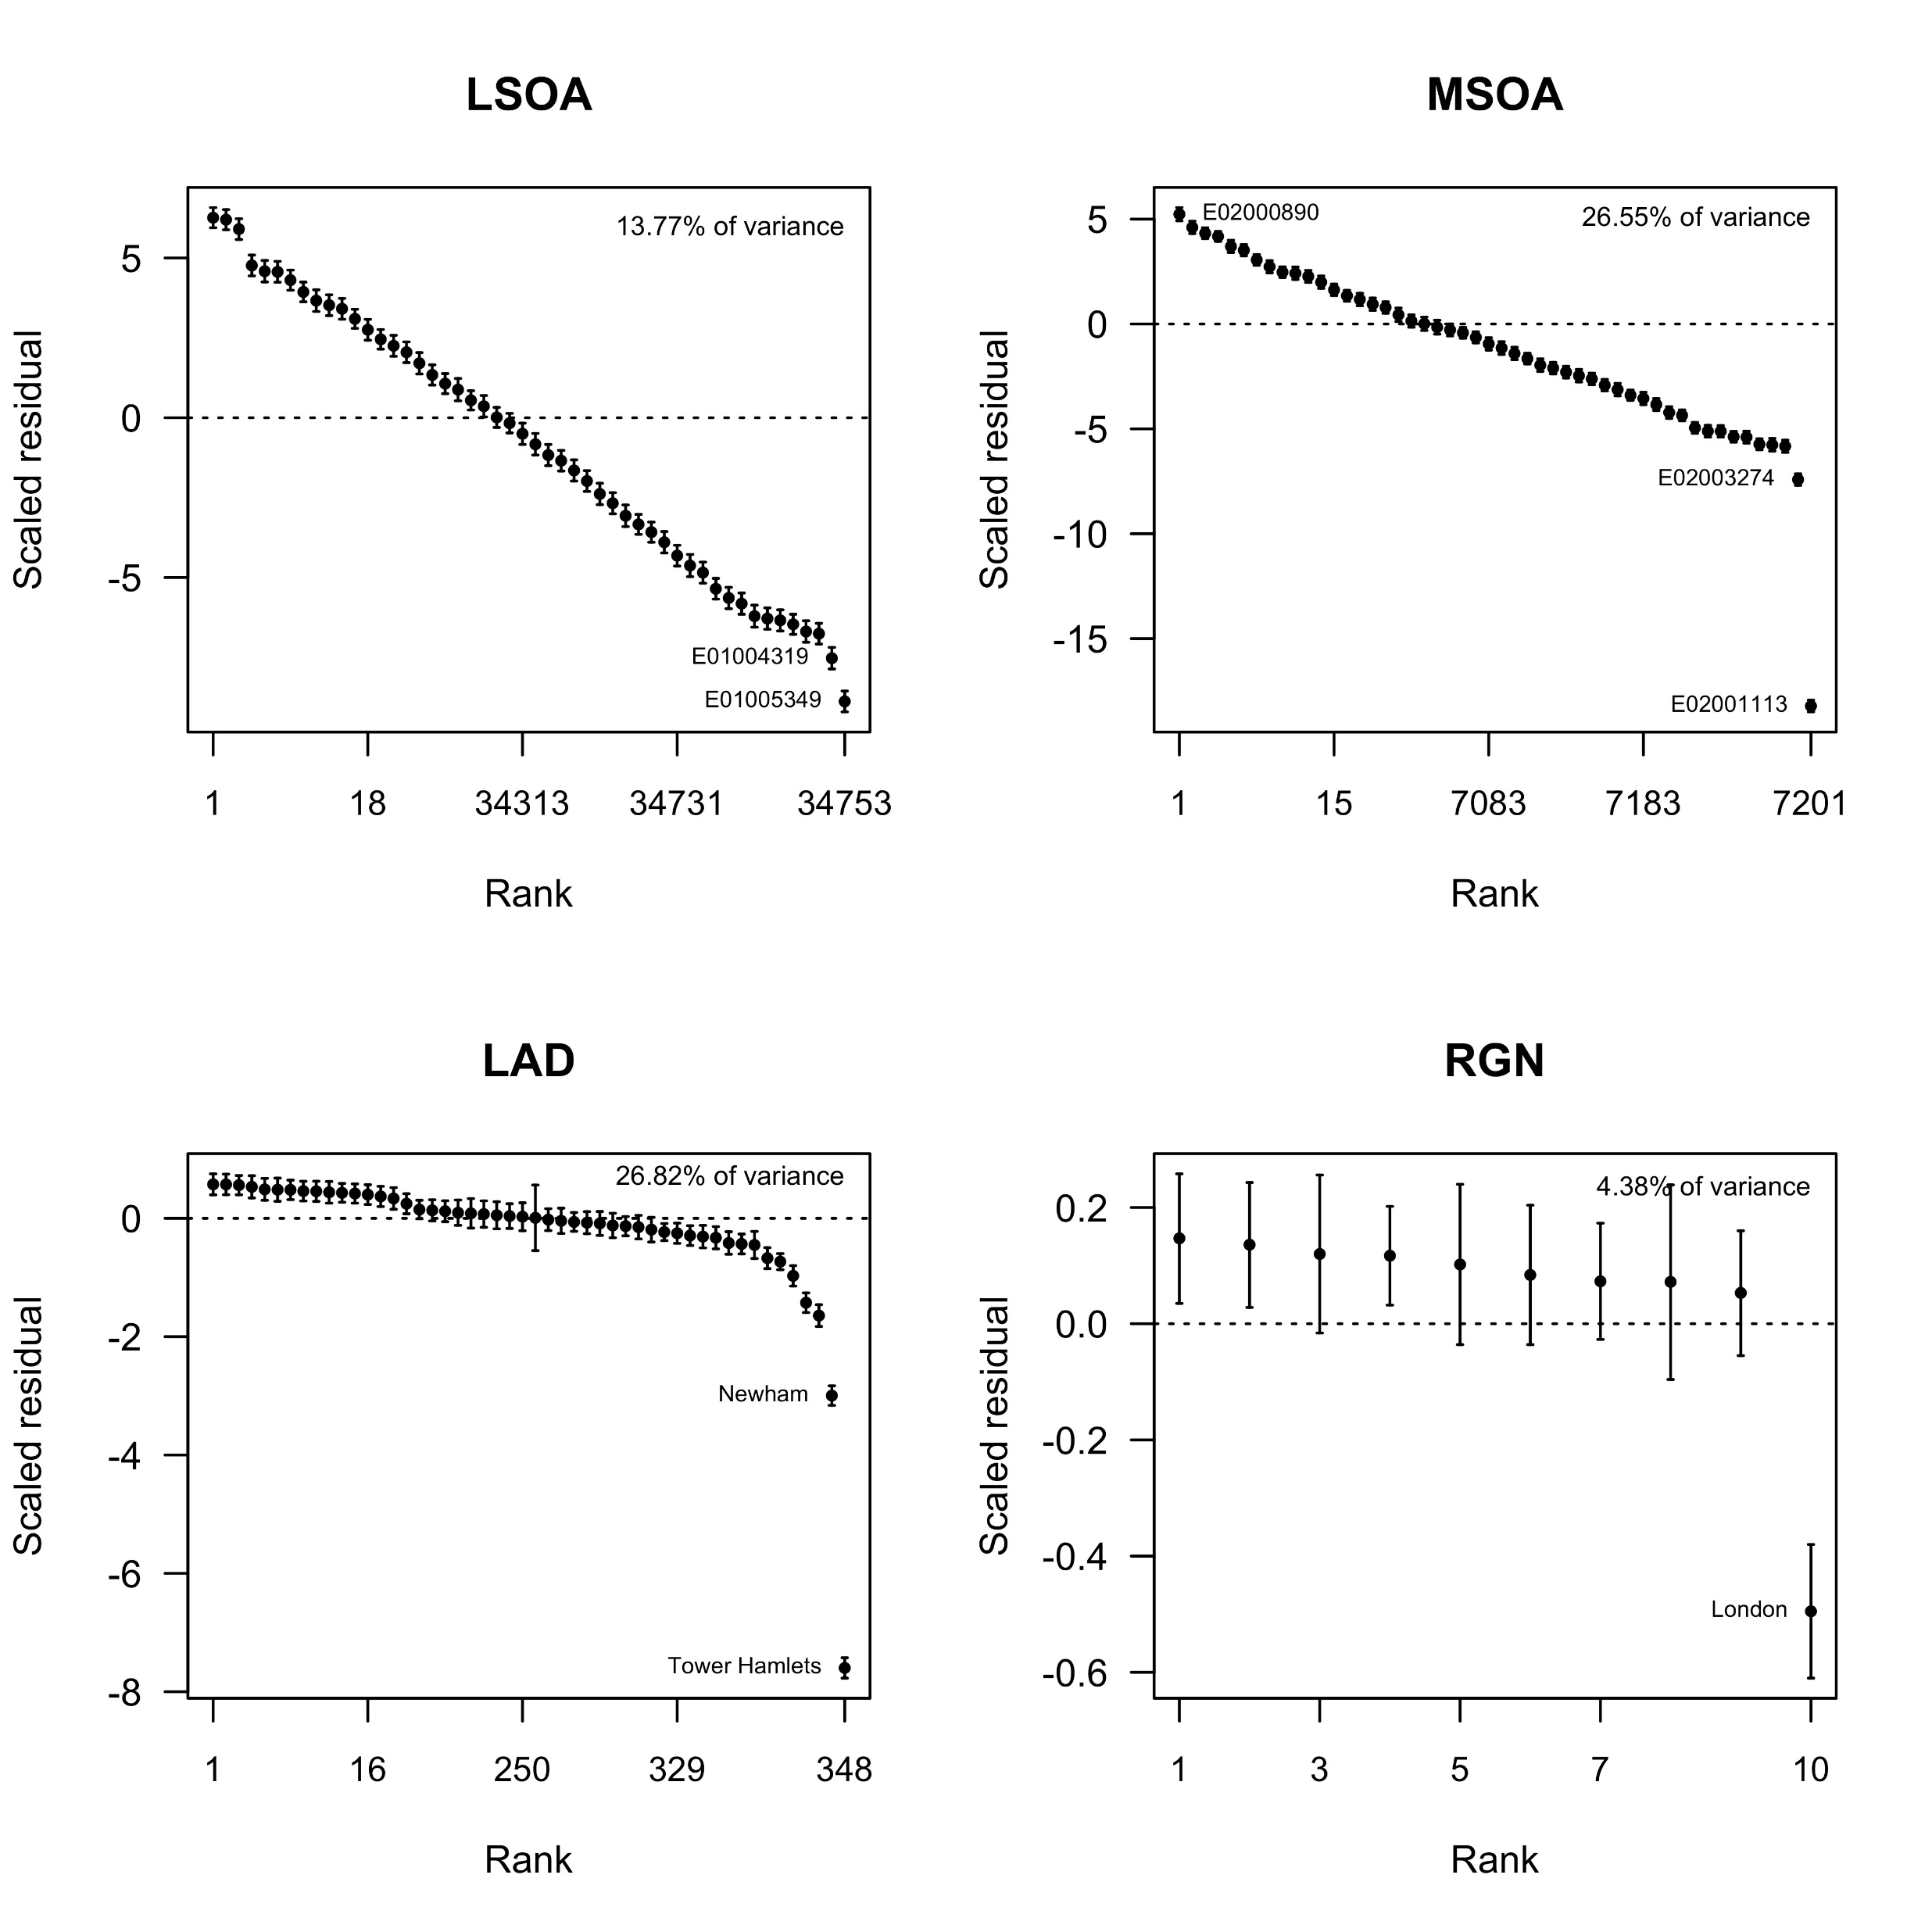 LSOA
13.77% of variance
5
0
-5
Scaled residual
E01004319
E01005349
1 18 34313 34731 34753
Rank
MSOA
E02000890
26.55% of variance
5
0
-5
-10
-15
Scaled residual
E02003274
E02001113
1 15 7083 7183 7201
Rank
LAD
26.82% of variance
0
-2
-4
-6
-8
Scaled residual
Newham
Tower Hamlets
1 16 250 329 348
Rank
RGN
4.38% of variance
0.2
0.0
-0.2
-0.4
-0.6
Scaled residual
London
1 3 5 7 10
Rank